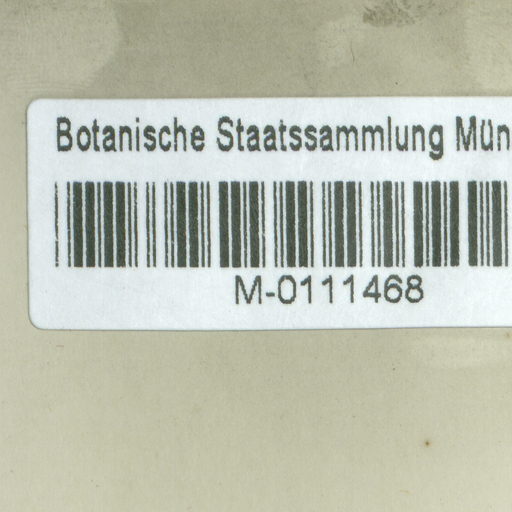 Botanische Staatssammlung Mün
M-0111468